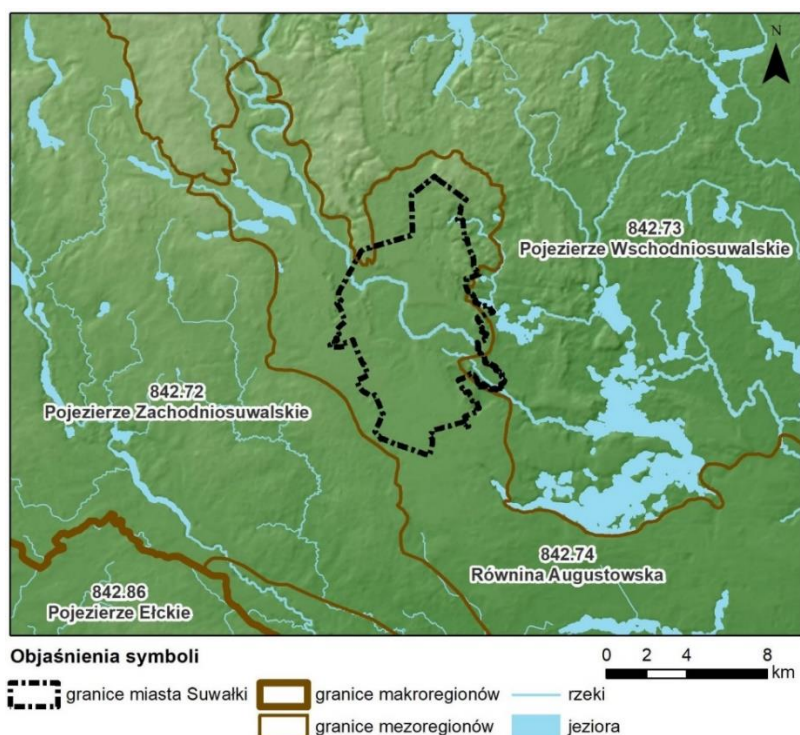 N
842.73
Pojezierze Wschodniosuwalskie
842.72
Pojezierze Zachodniosuwalskie
842.74
Równina Augustowska
842.86
Pojezierze Ełckie
Objaśnienia symboli
0 2 4 8
km
granice miasta Suwałki
granice makroregionów
rzeki
granice mezoregionów
jeziora